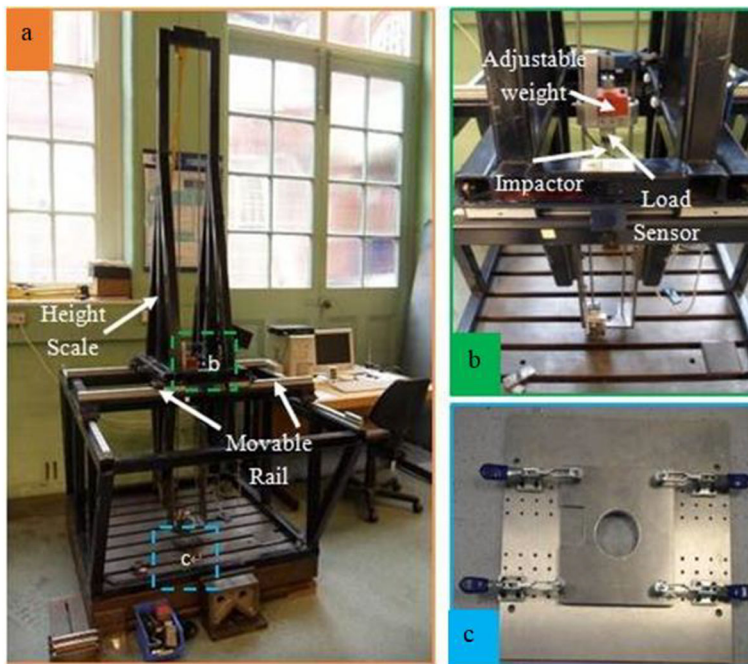 a
Height
Scale
b
Movable
Rail
c
Adjustable
weight
Impactor
Load
Sensor
b
c